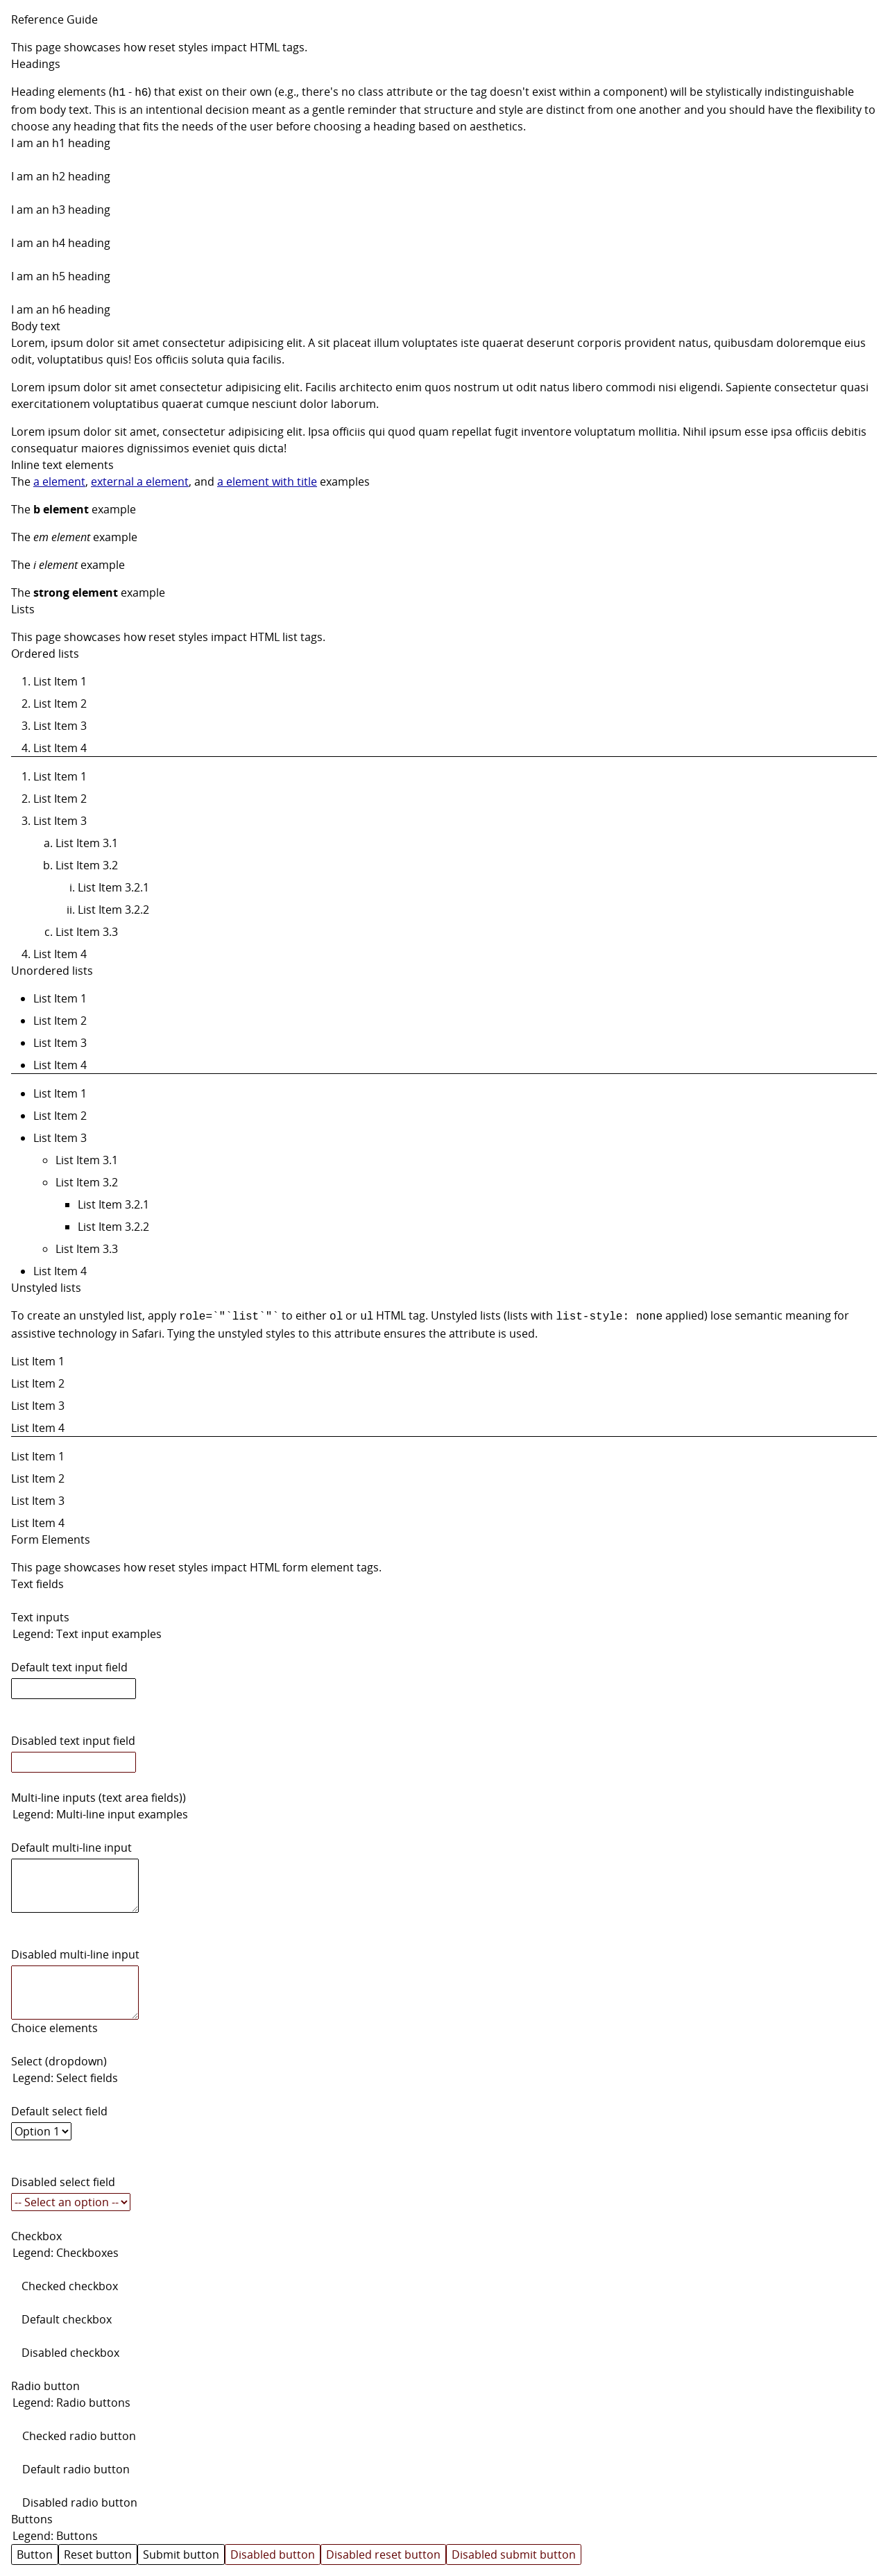 Reference Guide
This page showcases how reset styles impact HTML tags.
Headings
Heading elements (h1 - h6) that exist on their own (e.g., there's no class attribute or the tag doesn't exist within a component) will be stylistically indistinguishable
from body text. This is an intentional decision meant as a gentle reminder that structure and style are distinct from one another and you should have the flexibility to
choose any heading that fits the needs of the user before choosing a heading based on aesthetics.
I am an h1 heading
I am an h2 heading
I am an h3 heading
I am an h4 heading
I am an h5 heading
I am an h6 heading
Body text
Lorem, ipsum dolor sit amet consectetur adipisicing elit. A sit placeat illum voluptates iste quaerat deserunt corporis provident natus, quibusdam doloremque eius
odit, voluptatibus quis! Eos officiis soluta quia facilis.
Lorem ipsum dolor sit amet consectetur adipisicing elit. Facilis architecto enim quos nostrum ut odit natus libero commodi nisi eligendi. Sapiente consectetur quasi
exercitationem voluptatibus quaerat cumque nesciunt dolor laborum.
Lorem ipsum dolor sit amet, consectetur adipisicing elit. Ipsa officiis qui quod quam repellat fugit inventore voluptatum mollitia. Nihil ipsum esse ipsa officiis debitis
consequatur maiores dignissimos eveniet quis dicta!
Inline text elements
The a element, external a element, and a element with title examples
The b element example
The em element example
The i element example
The strong element example
Lists
This page showcases how reset styles impact HTML list tags.
Ordered lists
1. List Item 1
2. List Item 2
3. List Item 3
4. List Item 4
1. List Item 1
2. List Item 2
3. List Item 3
a. List Item 3.1
b. List Item 3.2
i. List Item 3.2.1
ii. List Item 3.2.2
c. List Item 3.3
4. List Item 4
Unordered lists
• List Item 1
• List Item 2
• List Item 3
• List Item 4
• List Item 1
• List Item 2
• List Item 3
◦ List Item 3.1
◦ List Item 3.2
▪ List Item 3.2.1
▪ List Item 3.2.2
◦ List Item 3.3
• List Item 4
Unstyled lists
To create an unstyled list, apply role=`"`list`"` to either ol or ul HTML tag. Unstyled lists (lists with list-style: none applied) lose semantic meaning for
assistive technology in Safari. Tying the unstyled styles to this attribute ensures the attribute is used.
List Item 1
List Item 2
List Item 3
List Item 4
List Item 1
List Item 2
List Item 3
List Item 4
Form Elements
This page showcases how reset styles impact HTML form element tags.
Text fields
Text inputs
Legend: Text input examples
Default text input field
Disabled text input field
Multi-line inputs (text area fields))
Legend: Multi-line input examples
Default multi-line input
Disabled multi-line input
Choice elements
Select (dropdown)
Legend: Select fields
Default select field
Option 1
Disabled select field
-- Select an option --
Checkbox
Legend: Checkboxes
Checked checkbox
Default checkbox
Disabled checkbox
Radio button
Legend: Radio buttons
Checked radio button
Default radio button
Disabled radio button
Buttons
Legend: Buttons
Button Reset button Submit button Disabled button Disabled reset button Disabled submit button